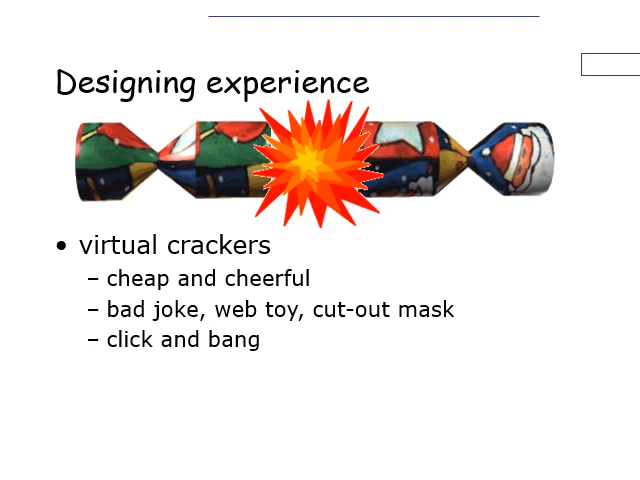 Designing experience
• virtual crackers
– cheap and cheerful
– bad joke, web toy, cut-out mask
– click and bang